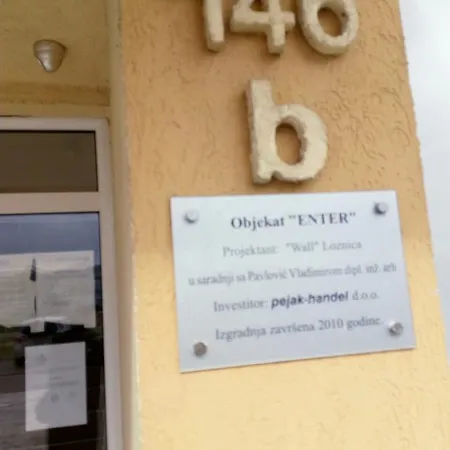 146
b
Objekat "ENTER"
Projektant: "Wall" Loznica
u saradnji sa Pavlović Vladimirom dipl. inž. arh
Investitor: pejak-handel d.o.o.
Izgradnja završena 2010 godine.